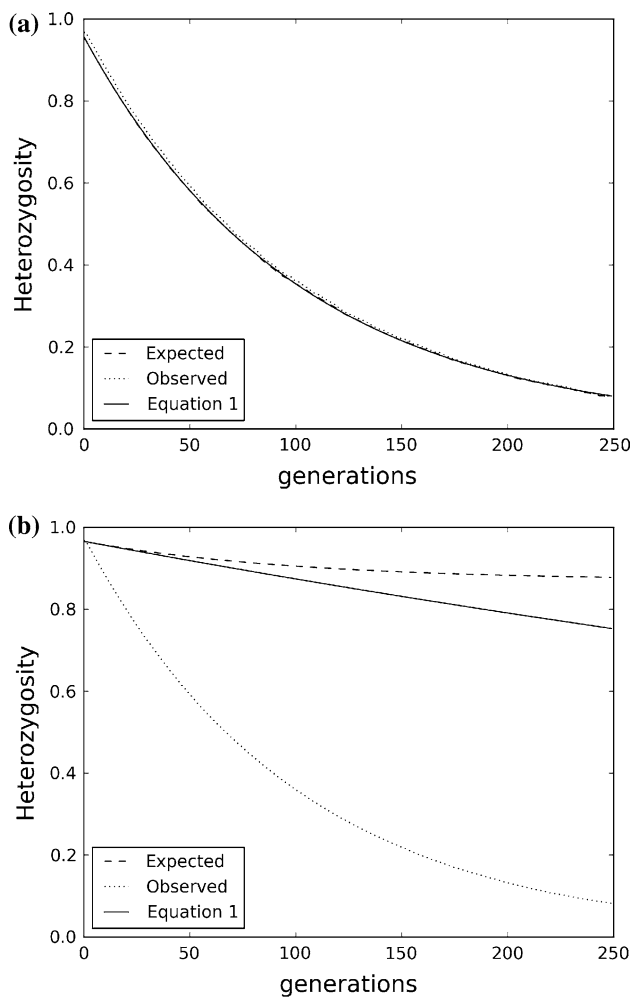 (a)
1.0
0.8
0.6
0.4
0.2
0.0
Heterozygosity
Expected
Observed
Equation 1
0 50 100 150 200 250
generations
(b)
1.0
0.8
0.6
0.4
0.2
0.0
Heterozygosity
Expected
Observed
Equation 1
0 50 100 150 200 250
generations